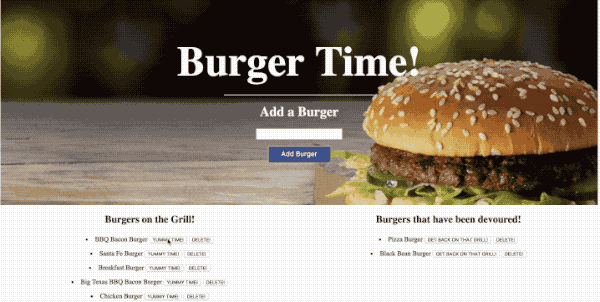 Burger Time!
Add a Burger
Add Burger
Burgers on the Grill!
BBQ Bacon Burger YUMMY TIME! DELETE!
Santa Fe Burger YUMMY TIME! DELETE!
Breakfast Burger YUMMY TIME! DELETE!
Big Texas BBQ Bacon Burger YUMMY TIME! DELETE!
Chicken Burger YUMMY TIME! DELETE!
Burgers that have been devoured!
Pizza Burger GET BACK ON THAT GRILL! DELETE!
Black Bean Burger GET BACK ON THAT GRILL! DELETE!